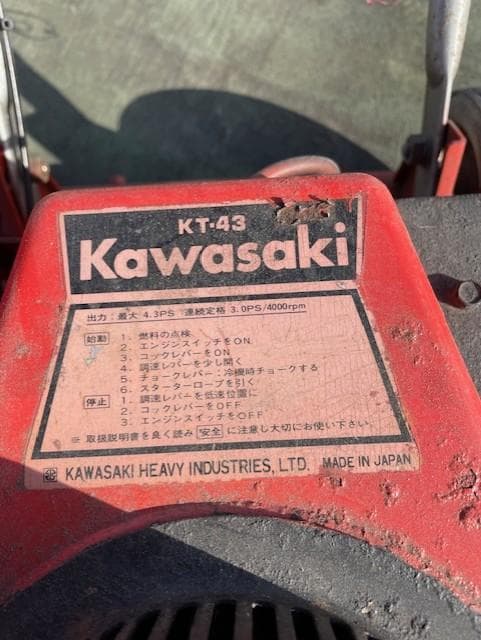 KT-43
Kawasaki
出力：最大 4.3PS 連続定格 3.0PS/4000rpm
始動 1. 燃料の点検
2. エンジンスイッチをON
3. コックレバーをON
4. 調速レバーを少し開く
5. チョークレバー：冷機時チョークする
6. スターターロープを引く
停止 1. 調速レバーを低速位置に
2. コックレバーをOFF
3. エンジンスイッチをOFF
※ 取扱説明書を良く読み 安全 に注意し大切にお使い下さい。
KAWASAKI HEAVY INDUSTRIES, LTD. MADE IN JAPAN